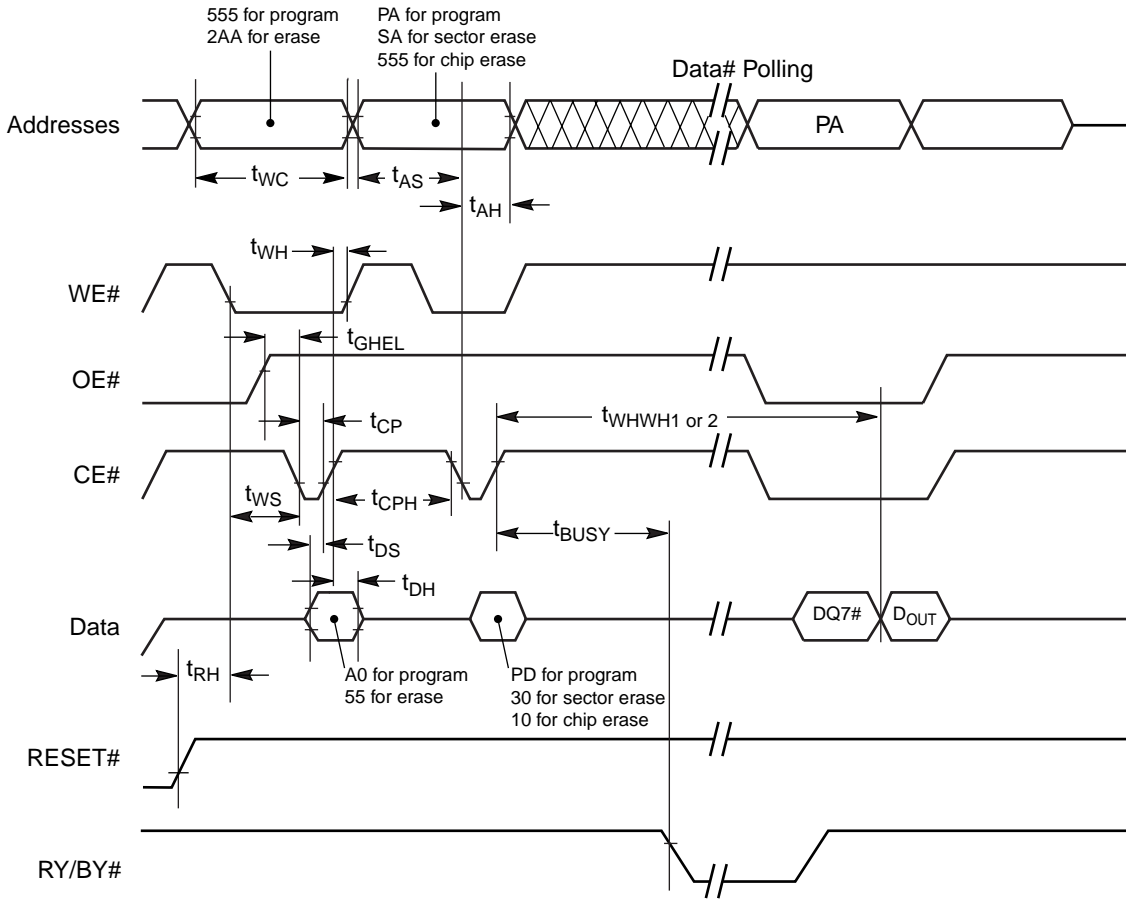 555 for program
2AA for erase
PA for program
SA for sector erase
555 for chip erase
Data# Polling
Addresses
PA
tWC
tAS
tAH
tWH
WE#
tGHEL
OE#
tCP
tWHWH1 or 2
CE#
tWS
tCPH
tBUSY
tDS
tDH
Data
DQ7#
DOUT
A0 for program
55 for erase
PD for program
30 for sector erase
10 for chip erase
tRH
RESET#
RY/BY#